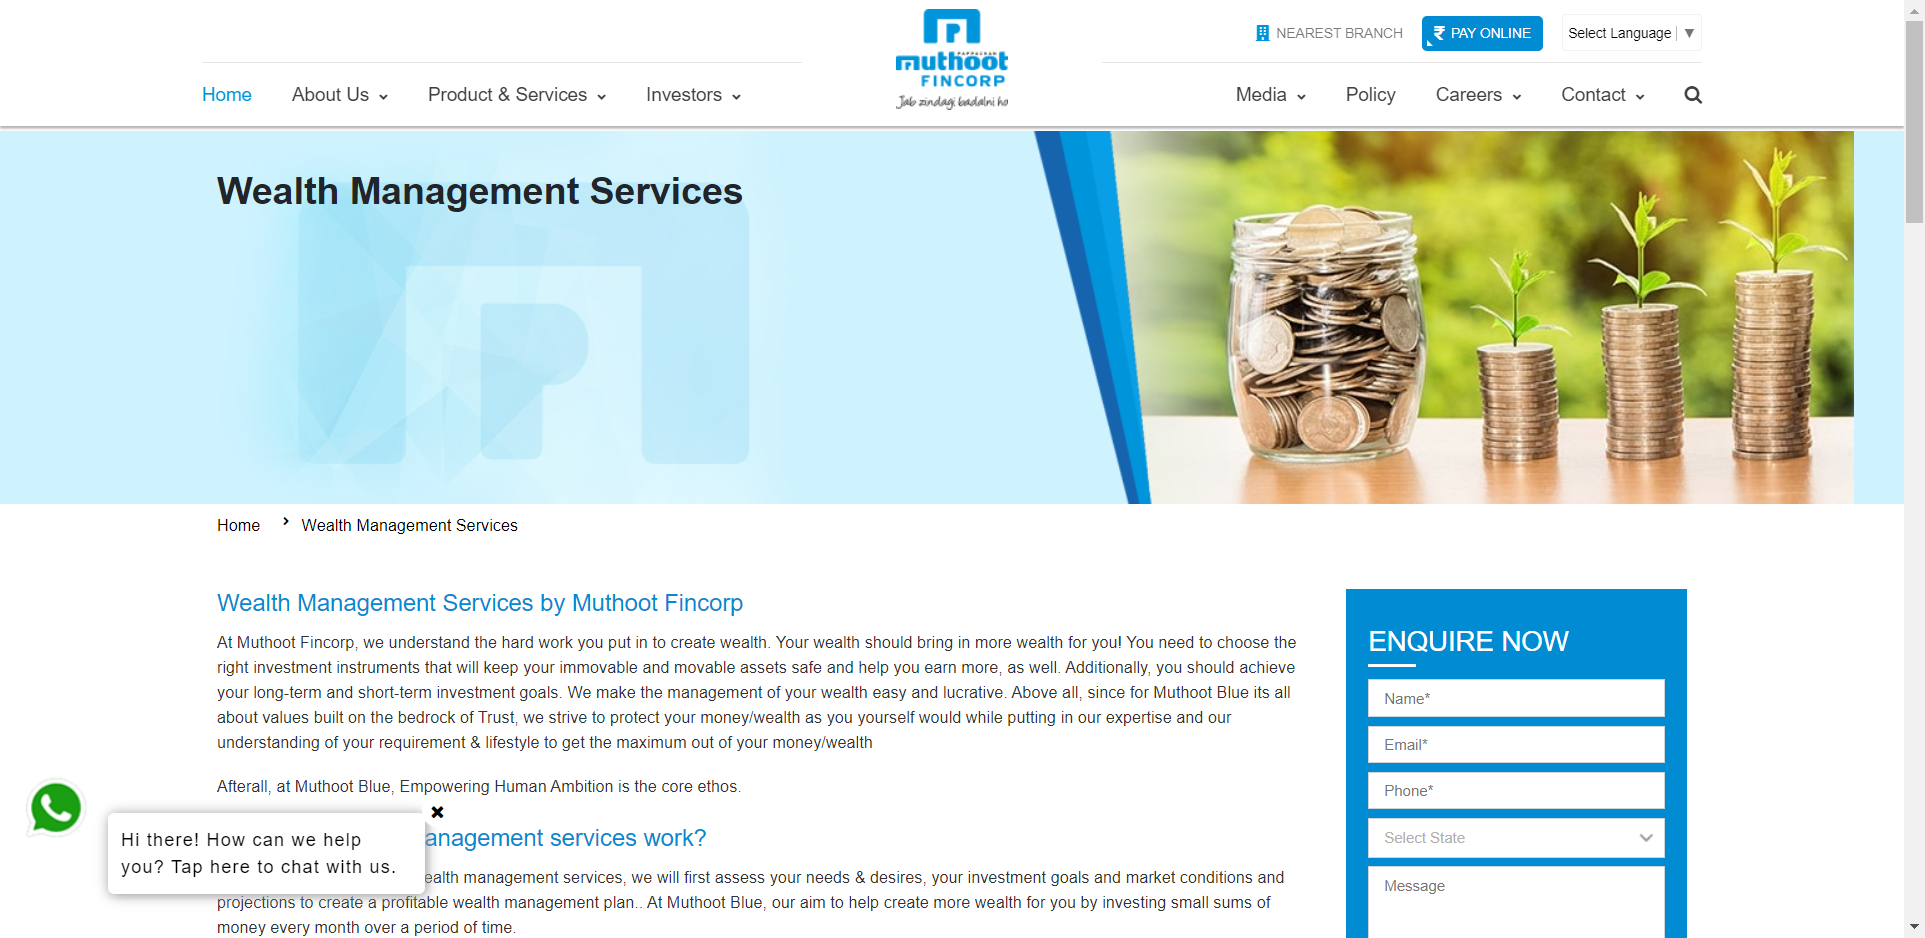 NEAREST BRANCH
PAY ONLINE
Select Language
▼
PAPPACHAN
muthoot
FINCORP
Jab zindagi badalni ho
Home
About Us
Product & Services
Investors
Media
Policy
Careers
Contact
Wealth Management Services
Home
Wealth Management Services
Wealth Management Services by Muthoot Fincorp
At Muthoot Fincorp, we understand the hard work you put in to create wealth. Your wealth should bring in more wealth for you! You need to choose the
right investment instruments that will keep your immovable and movable assets safe and help you earn more, as well. Additionally, you should achieve
your long-term and short-term investment goals. We make the management of your wealth easy and lucrative. Above all, since for Muthoot Blue its all
about values built on the bedrock of Trust, we strive to protect your money/wealth as you yourself would while putting in our expertise and our
understanding of your requirement & lifestyle to get the maximum out of your money/wealth
Afterall, at Muthoot Blue, Empowering Human Ambition is the core ethos.
anagement services work?
ealth management services, we will first assess your needs & desires, your investment goals and market conditions and
projections to create a profitable wealth management plan.. At Muthoot Blue, our aim to help create more wealth for you by investing small sums of
money every month over a period of time.
Hi there! How can we help
you? Tap here to chat with us.
ENQUIRE NOW
Name*
Email*
Phone*
Select State
Message